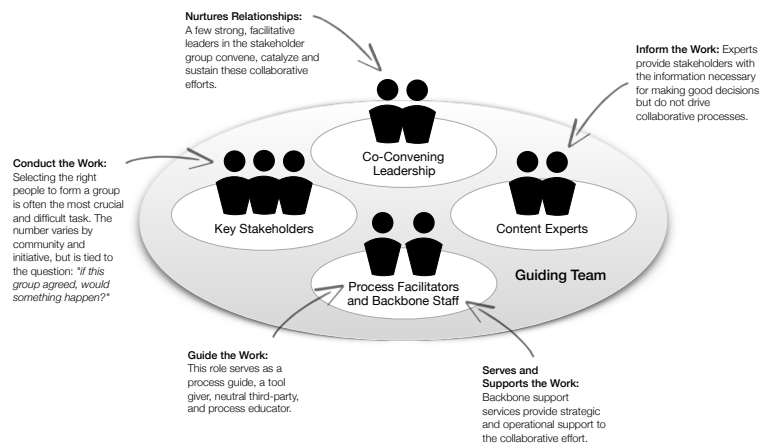 Nurtures Relationships:
A few strong, facilitative
leaders in the stakeholder
group convene, catalyze and
sustain these collaborative
efforts.
Inform the Work: Experts
provide stakeholders with
the information necessary
for making good decisions
but do not drive
collaborative processes.
Co-Convening
Leadership
Conduct the Work:
Selecting the right
people to form a group
is often the most crucial
and difficult task. The
number varies by
community and
initiative, but is tied to
the question: "if this
group agreed, would
something happen?"
Key Stakeholders
Content Experts
Process Facilitators
and Backbone Staff
Guiding Team
Guide the Work:
This role serves as a
process guide, a tool
giver, neutral third-party,
and process educator.
Serves and
Supports the Work:
Backbone support
services provide strategic
and operational support to
the collaborative effort.